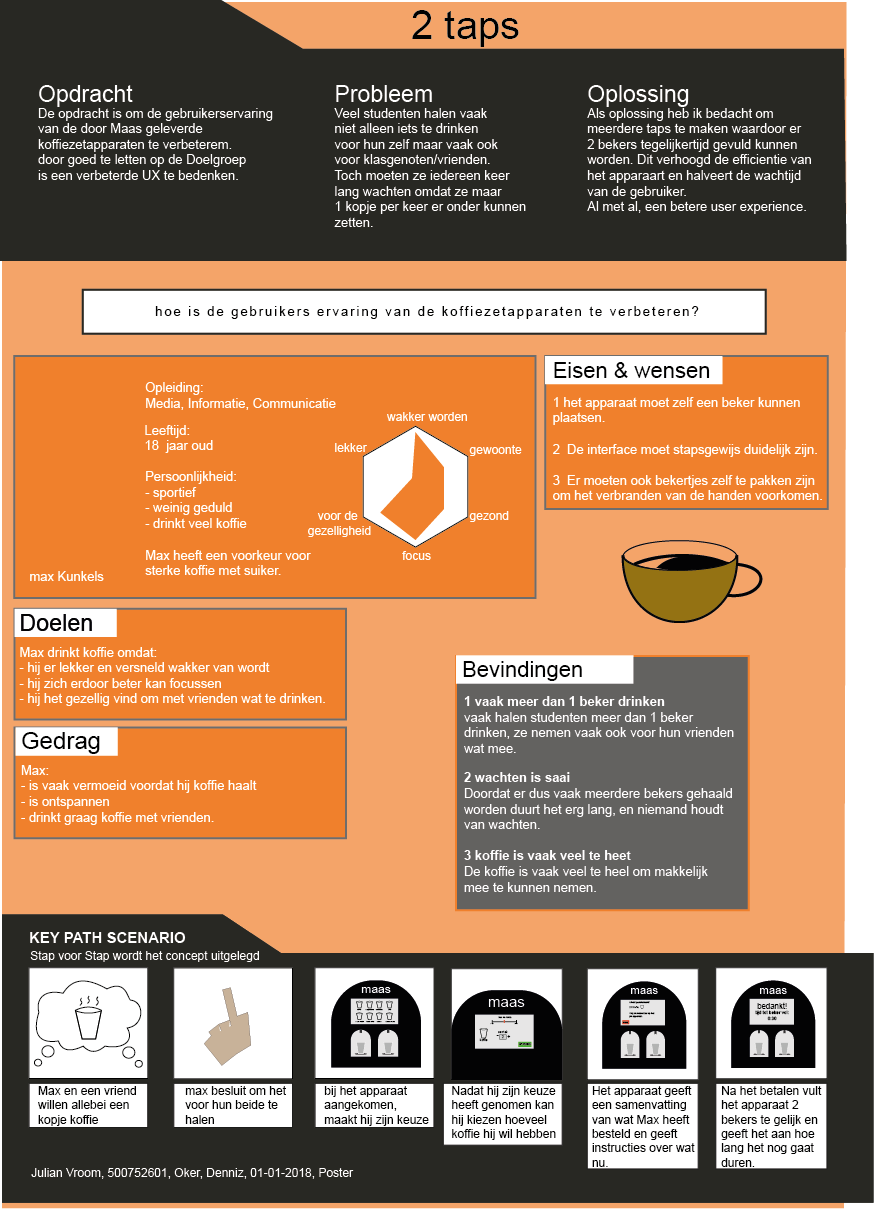 2 taps
Opdracht
De opdracht is om de gebruikerservaring
van de door Maas geleverde
koffiezetapparaten te verbeterem.
door goed te letten op de Doelgroep
is een verbeterde UX te bedenken.
Probleem
Veel studenten halen vaak
niet alleen iets te drinken
voor hun zelf maar vaak ook
voor klasgenoten/vrienden.
Toch moeten ze iedereen keer
lang wachten omdat ze maar
1 kopje per keer er onder kunnen
zetten.
Oplossing
Als oplossing heb ik bedacht om
meerdere taps te maken waardoor er
2 bekers tegelijkertijd gevuld kunnen
worden. Dit verhoogd de efficientie van
het apparaart en halveert de wachtijd
van de gebruiker.
Al met al, een betere user experience.
hoe is de gebruikers ervaring van de koffiezetapparaten te verbeteren?
Opleiding:
Media, Informatie, Communicatie
Leeftijd:
18 jaar oud
Persoonlijkheid:
- sportief
- weinig geduld
- drinkt veel koffie
Max heeft een voorkeur voor
sterke koffie met suiker.
max Kunkels
wakker worden
lekker
gewoonte
voor de
gezelligheid
gezond
focus
Eisen & wensen
1 het apparaat moet zelf een beker kunnen
plaatsen.
2 De interface moet stapsgewijs duidelijk zijn.
3 Er moeten ook bekertjes zelf te pakken zijn
om het verbranden van de handen voorkomen.
Doelen
Max drinkt koffie omdat:
- hij er lekker en versneld wakker van wordt
- hij zich erdoor beter kan focussen
- hij het gezellig vind om met vrienden wat te drinken.
Gedrag
Max:
- is vaak vermoeid voordat hij koffie haalt
- is ontspannen
- drinkt graag koffie met vrienden.
Bevindingen
1 vaak meer dan 1 beker drinken
vaak halen studenten meer dan 1 beker
drinken, ze nemen vaak ook voor hun vrienden
wat mee.
2 wachten is saai
Doordat er dus vaak meerdere bekers gehaald
worden duurt het erg lang, en niemand houdt
van wachten.
3 koffie is vaak veel te heet
De koffie is vaak veel te heel om makkelijk
mee te kunnen nemen.
KEY PATH SCENARIO
Stap voor Stap wordt het concept uitgelegd
maas
maas
maas
maas
bedankt!
tijd tot beker vol:
0:30
Max en een vriend
willen allebei een
kopje koffie
max besluit om het
voor hun beide te
halen
bij het apparaat
aangekomen,
maakt hij zijn keuze
Nadat hij zijn keuze
heeft genomen kan
hij kiezen hoeveel
koffie hij wil hebben
Het apparaat geeft
een samenvatting
van wat Max heeft
besteld en geeft
instructies over wat
nu.
Na het betalen vult
het apparaat 2
bekers te gelijk en
geeft het aan hoe
lang het nog gaat
duren.
Julian Vroom, 500752601, Oker, Denniz, 01-01-2018, Poster